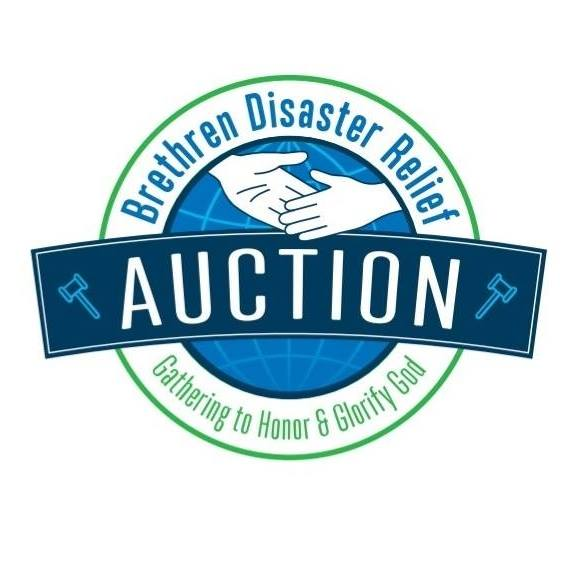 Brethren Disaster Relief
AUCTION
Gathering to Honor & Glorify God